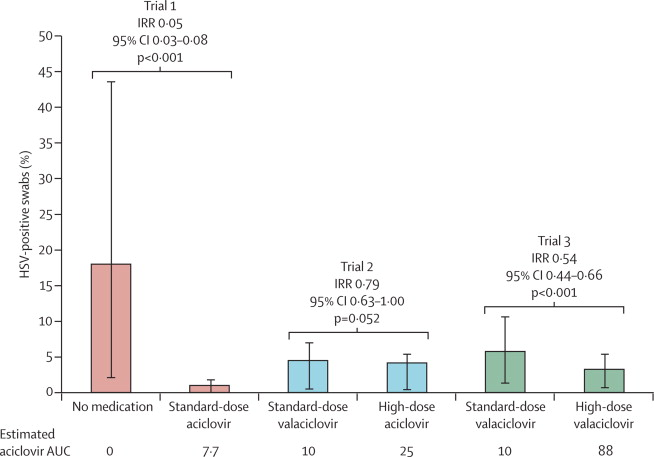 Trial 1
IRR 0·05
95% CI 0·03–0·08
p<0·001
50
45
40
35
30
25
20
15
10
5
0
HSV-positive swabs (%)
Trial 2
IRR 0·79
95% CI 0·63–1·00
p=0·052
Trial 3
IRR 0·54
95% CI 0·44–0·66
p<0·001
No medication
Standard-dose
aciclovir
Standard-dose
valaciclovir
High-dose
aciclovir
Standard-dose
valaciclovir
High-dose
valaciclovir
Estimated
aciclovir AUC
0
7·7
10
25
10
88